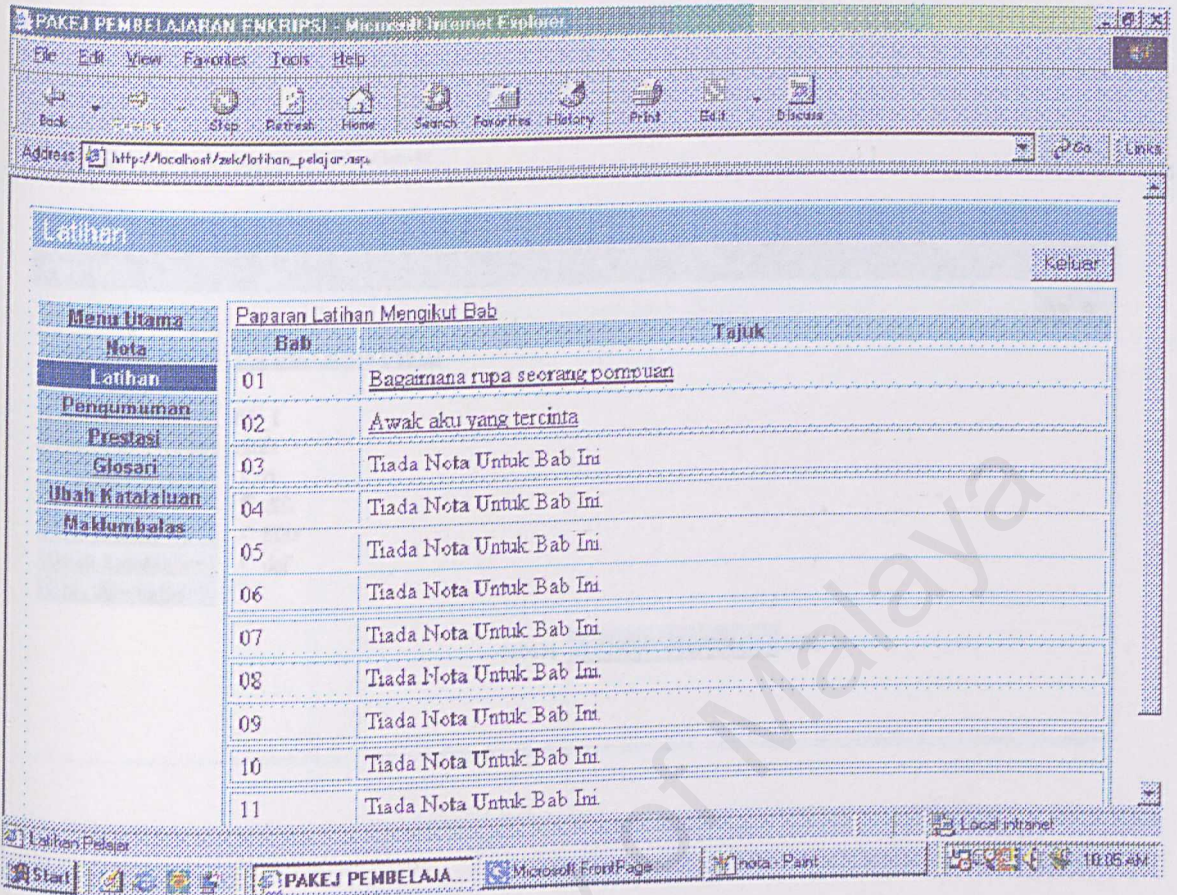 PAKEJ PEMBELAJARAN ENKRIPSI - Microsoft Internet Explorer
File Edit View Favorites Tools Help
Back Stop Refresh Home Search Favorites History Print Edit Discuss
Address http://localhost/zek/latihan_pelajar.asp Go Links
Latihan
Keluar
Menu Utama
Nota
Latihan
Pengumuman
Prestasi
Glosari
Ubah Katalaluan
Maklumbalas
Paparan Latihan Mengikut Bab
Bab Tajuk
01 Bagaimana rupa seorang pompuan
02 Awak aku yang tercinta
03 Tiada Nota Untuk Bab Ini
04 Tiada Nota Untuk Bab Ini.
05 Tiada Nota Untuk Bab Ini.
06 Tiada Nota Untuk Bab Ini.
07 Tiada Nota Untuk Bab Ini.
08 Tiada Nota Untuk Bab Ini.
09 Tiada Nota Untuk Bab Ini.
10 Tiada Nota Untuk Bab Ini.
11 Tiada Nota Untuk Bab Ini.
Latihan Pelajar Local intranet
Start PAKEJ PEMBELAJA... Microsoft FrontPage nota - Paint 10:05 AM
of Malaya